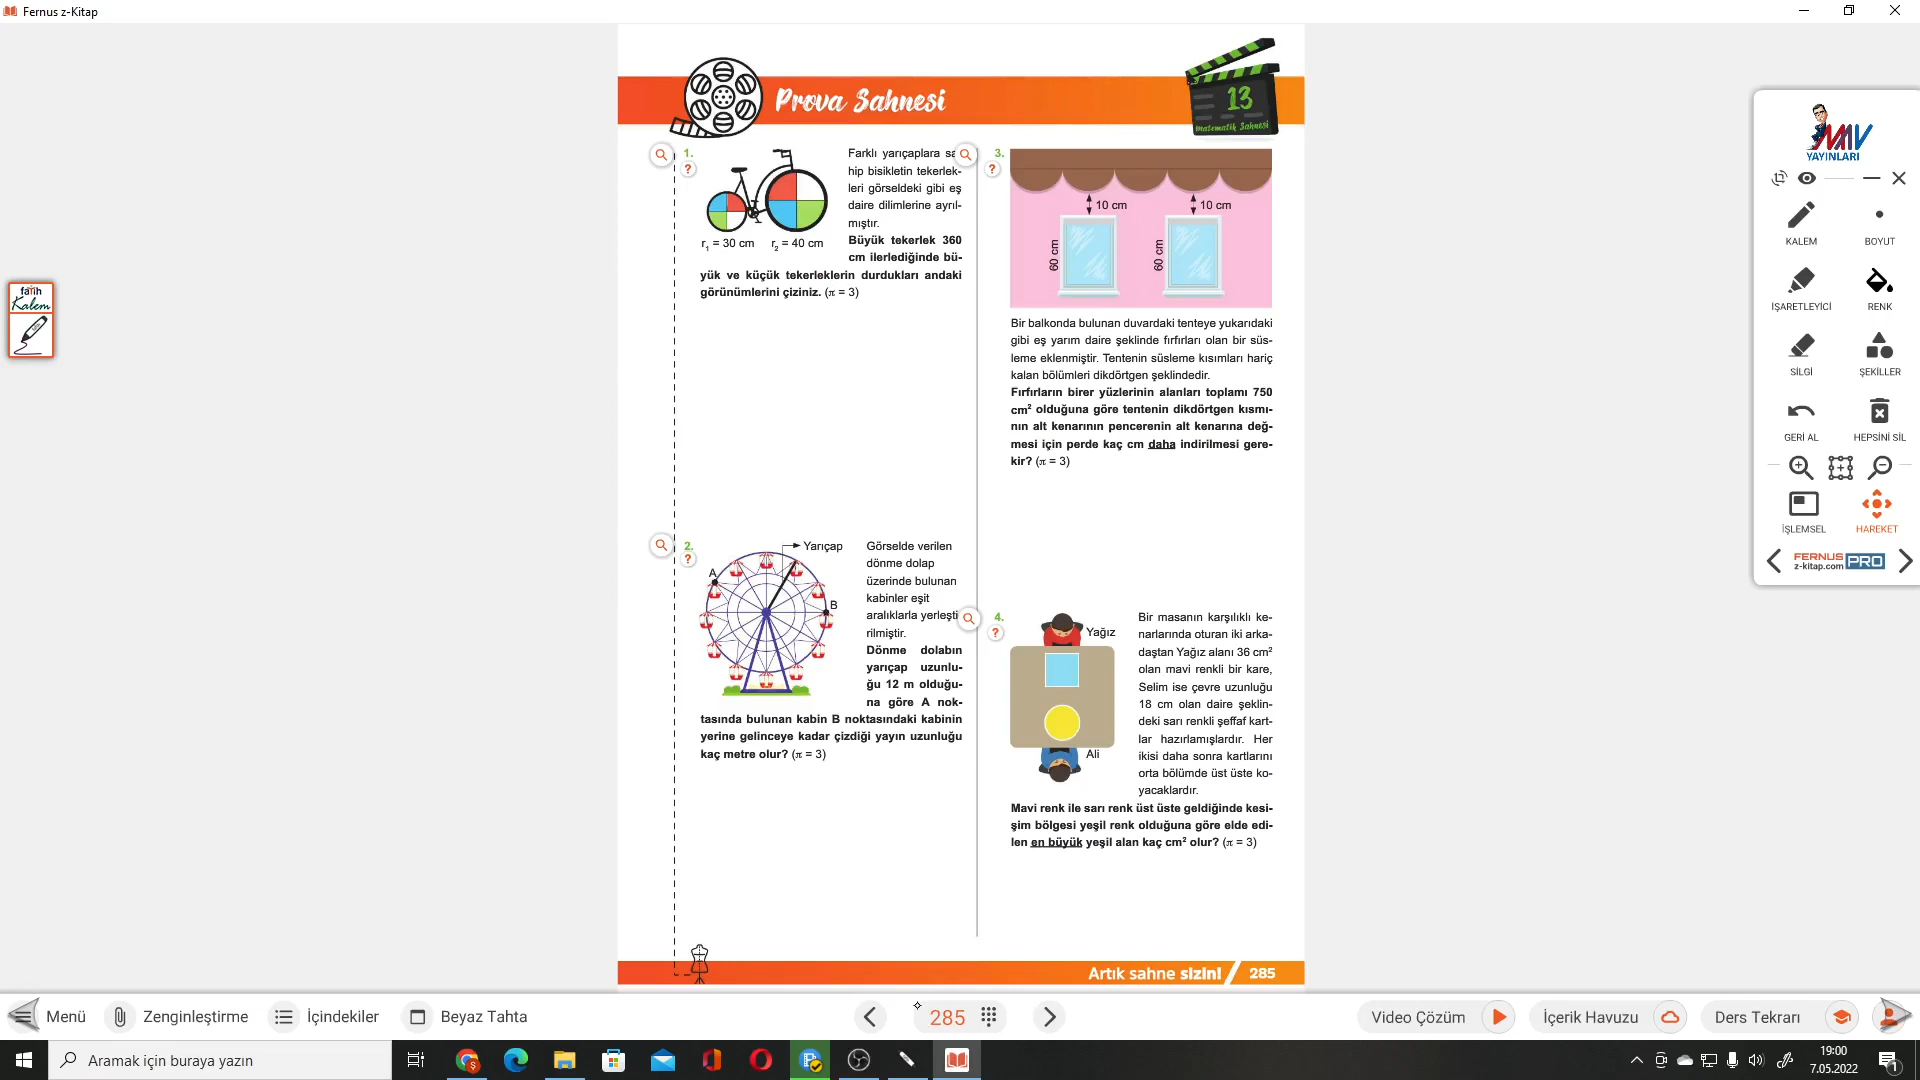 Fernus z-Kitap
Prova Sahnesi
13
Matematik Sahnesi
1.
?
Farklı yarıçaplara sa-
hip bisikletin tekerlek-
leri görseldeki gibi eş
daire dilimlerine ayrıl-
mıştır.
r1 = 30 cm r2 = 40 cm
Büyük tekerlek 360
cm ilerlediğinde bü-
yük ve küçük tekerleklerin durdukları andaki
görünümlerini çiziniz. (π = 3)
2.
?
Yarıçap
A
B
Görselde verilen
dönme dolap
üzerinde bulunan
kabinler eşit
aralıklarla yerleşti
rilmiştir.
Dönme dolabın
yarıçap uzunlu-
ğu 12 m olduğu-
na göre A nok-
tasında bulunan kabin B noktasındaki kabinin
yerine gelinceye kadar çizdiği yayın uzunluğu
kaç metre olur? (π = 3)
3.
?
10 cm 10 cm
60 cm 60 cm
Bir balkonda bulunan duvardaki tenteye yukarıdaki
gibi eş yarım daire şeklinde fırfırları olan bir süs-
leme eklenmiştir. Tentenin süsleme kısımları hariç
kalan bölümleri dikdörtgen şeklindedir.
Fırfırların birer yüzlerinin alanları toplamı 750
cm² olduğuna göre tentenin dikdörtgen kısmı-
nın alt kenarının pencerenin alt kenarına değ-
mesi için perde kaç cm daha indirilmesi gere-
kir? (π = 3)
4.
?
Yağız
Ali
Bir masanın karşılıklı ke-
narlarında oturan iki arka-
daştan Yağız alanı 36 cm²
olan mavi renkli bir kare,
Selim ise çevre uzunluğu
18 cm olan daire şeklin-
deki sarı renkli şeffaf kart-
lar hazırlamışlardır. Her
ikisi daha sonra kartlarını
orta bölümde üst üste ko-
yacaklardır.
Mavi renk ile sarı renk üst üste geldiğinde kesi-
şim bölgesi yeşil renk olduğuna göre elde edi-
len en büyük yeşil alan kaç cm² olur? (π = 3)
Artık sahne sizin! 285
fatih
Kalem
MAV
YAYINLARI
KALEM BOYUT
İŞARETLEYİCİ RENK
SİLGİ ŞEKİLLER
GERİ AL HEPSİNİ SİL
İŞLEMSEL HAREKET
FERNUS
z-kitap.com PRO
Menü Zenginleştirme İçindekiler Beyaz Tahta 285 Video Çözüm İçerik Havuzu Ders Tekrarı
Aramak için buraya yazın
19:00
7.05.2022
1